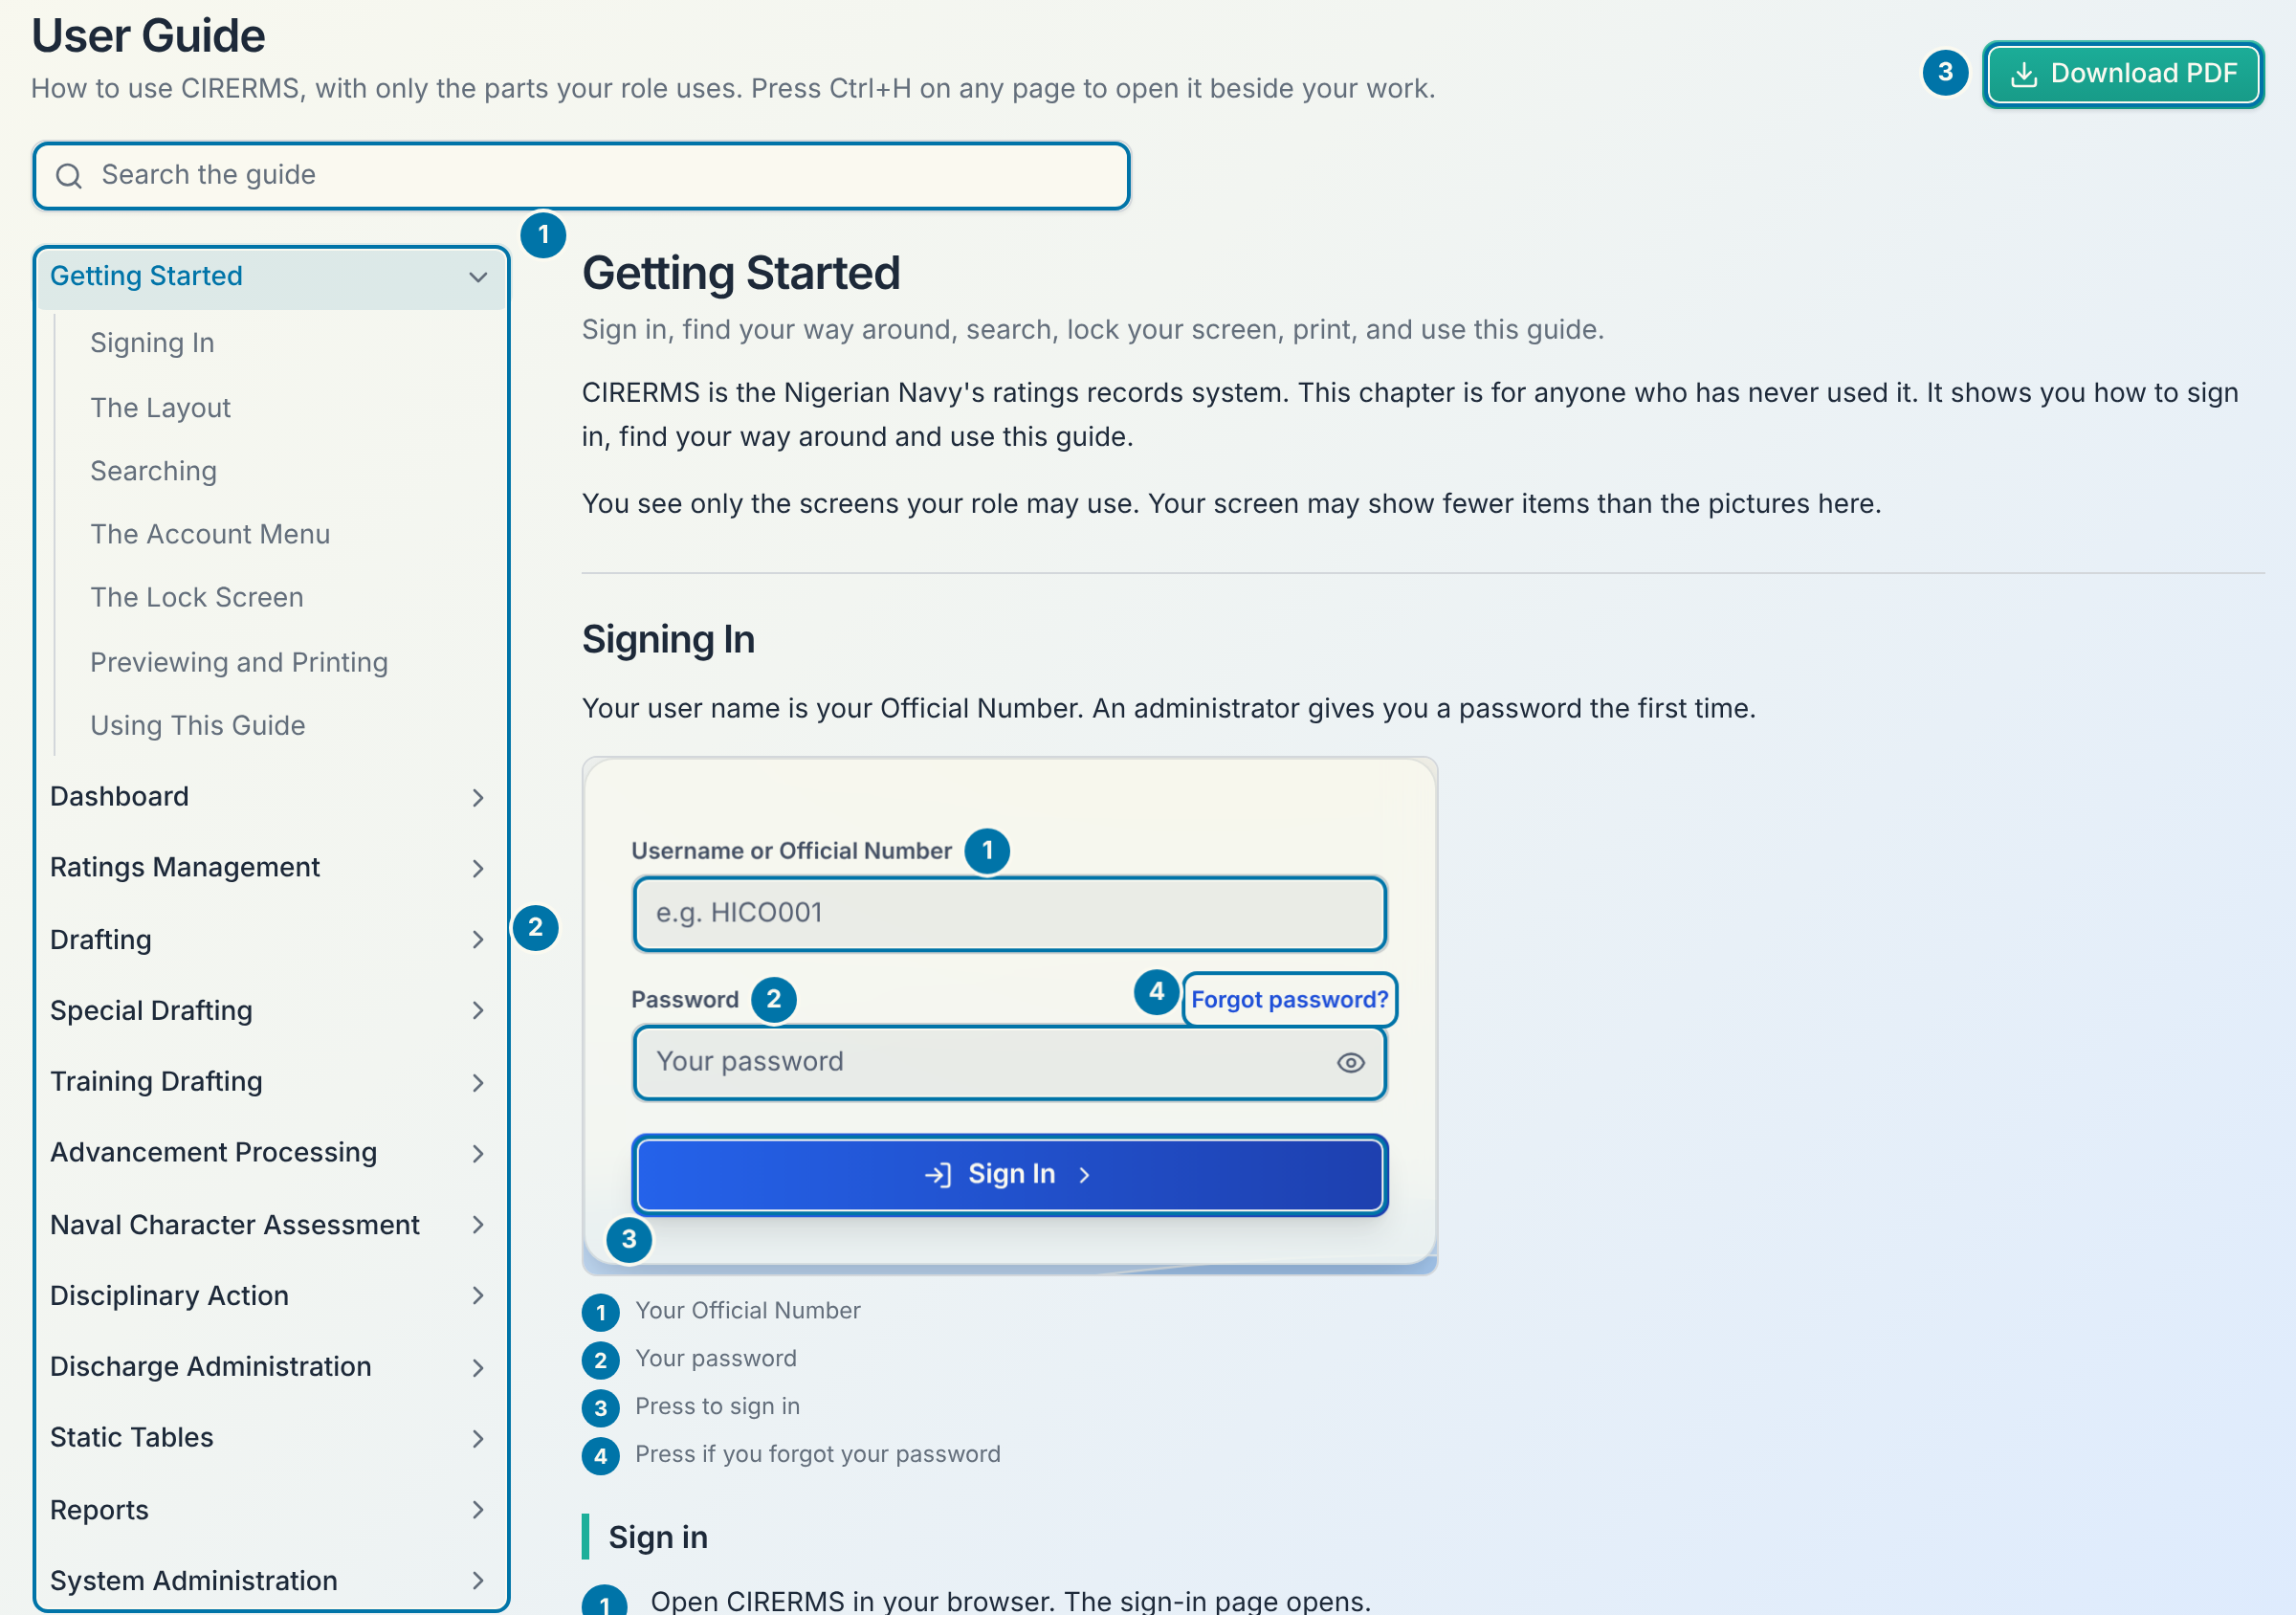 User Guide
How to use CIRERMS, with only the parts your role uses. Press Ctrl+H on any page to open it beside your work.
3
Download PDF
Search the guide
1
Getting Started
Signing In
The Layout
Searching
The Account Menu
The Lock Screen
Previewing and Printing
Using This Guide
Dashboard
Ratings Management
Drafting
Special Drafting
Training Drafting
Advancement Processing
Naval Character Assessment
Disciplinary Action
Discharge Administration
Static Tables
Reports
System Administration
2
Getting Started
Sign in, find your way around, search, lock your screen, print, and use this guide.
CIRERMS is the Nigerian Navy's ratings records system. This chapter is for anyone who has never used it. It shows you how to sign
in, find your way around and use this guide.
You see only the screens your role may use. Your screen may show fewer items than the pictures here.
Signing In
Your user name is your Official Number. An administrator gives you a password the first time.
Username or Official Number 1
e.g. HICO001
Password 2
4 Forgot password?
Your password
Sign In
3
1 Your Official Number
2 Your password
3 Press to sign in
4 Press if you forgot your password
Sign in
1 Open CIRERMS in your browser. The sign-in page opens.